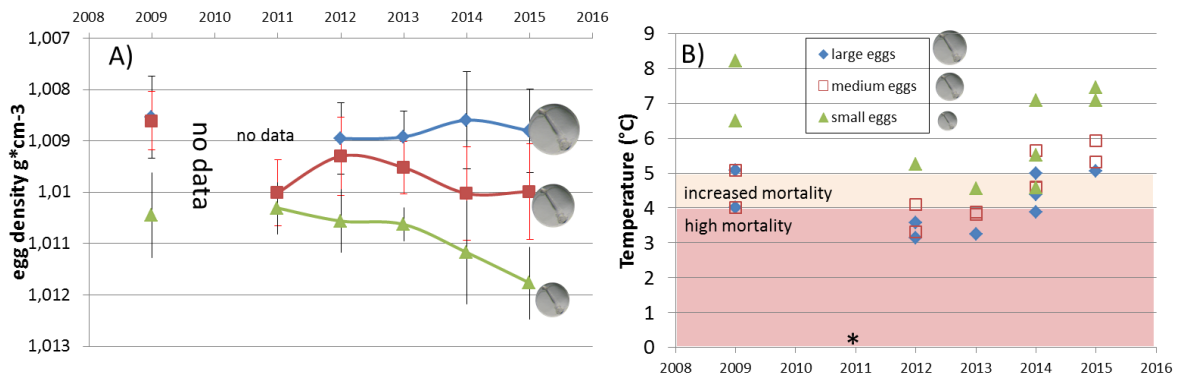 2008 2009 2010 2011 2012 2013 2014 2015 2016
1,007
1,008
1,009
1,01
1,011
1,012
1,013
egg density g*cm-3
A)
no data
no data
B)
large eggs
medium eggs
small eggs
9
8
7
6
5
4
3
2
1
0
Temperature (°C)
increased mortality
high mortality
*
2008 2009 2010 2011 2012 2013 2014 2015 2016